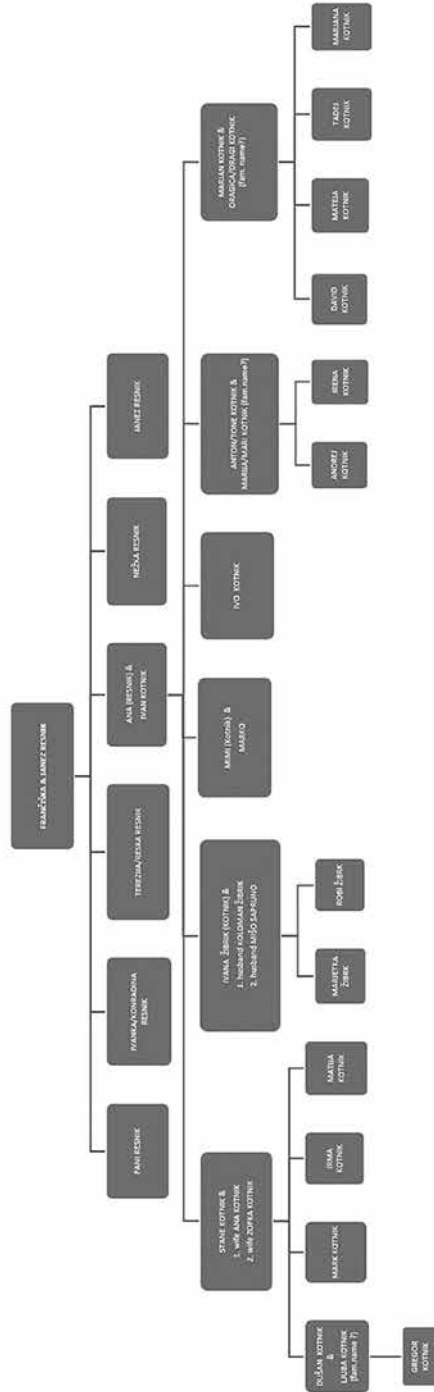 FRANČIŠKA & JANEZ RESNIK
FANI RESNIK
IVANKA/KONRADINA
RESNIK
TEREZIJA/RESKA RESNIK
ANA (RESNIK) &
IVAN KOTNIK
NEŽKA RESNIK
JANEZ RESNIK
STANE KOTNIK &
1. wife ANA KOTNIK
2. wife ZOFKA KOTNIK
IVANA ŽIBRIK (KOTNIK) &
1. husband KOLOMAN ŽIBRIK
2. husband MIŠO SAPRUNO
MIMI (Kotnik) &
MARKO
IVO KOTNIK
ANTON/TONE KOTNIK &
MARIJA/MARI KOTNIK (fam.name?)
MARJAN KOTNIK &
DRAGICA/DRAGI KOTNIK
(fam. name?)
DUŠAN KOTNIK
&
LJUBA KOTNIK
(fam.name ?)
MARK KOTNIK
IRMA
KOTNIK
MATIJA
KOTNIK
MARJETKA
ŽIBRK
ROBI ŽIBRK
ANDREJ
KOTNIK
IRENA
KOTNIK
DAVID
KOTNIK
MATEJA
KOTNIK
TADEJ
KOTNIK
MARJANA
KOTNIK
GREGOR
KOTNIK